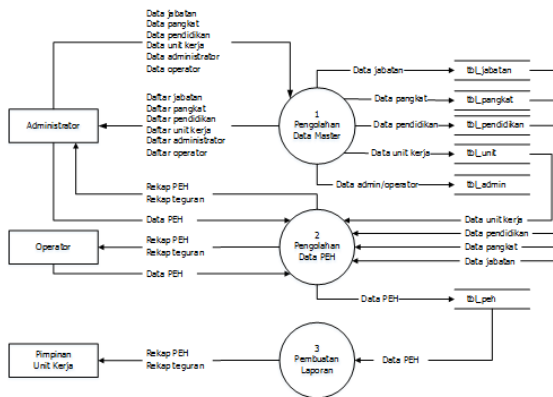 Data jabatan
Data pangkat
Data pendidikan
Data unit kerja
Data administrator
Data operator
Administrator
Daftar jabatan
Daftar pangkat
Daftar pendidikan
Daftar unit kerja
Daftar administrator
Daftar operator
1
Pengolahan
Data Master
Data jabatan
tbl_jabatan
Data pangkat
tbl_pangkat
Data pendidikan
tbl_pendidikan
Data unit kerja
tbl_unit
Data admin/operator
tbl_admin
Rekap PEH
Rekap teguran
Data PEH
Operator
Rekap PEH
Rekap teguran
Data PEH
2
Pengolahan
Data PEH
Data unit kerja
Data pendidikan
Data pangkat
Data jabatan
Data PEH
tbl_peh
Pimpinan
Unit Kerja
Rekap PEH
Rekap teguran
3
Pembuatan
Laporan
Data PEH